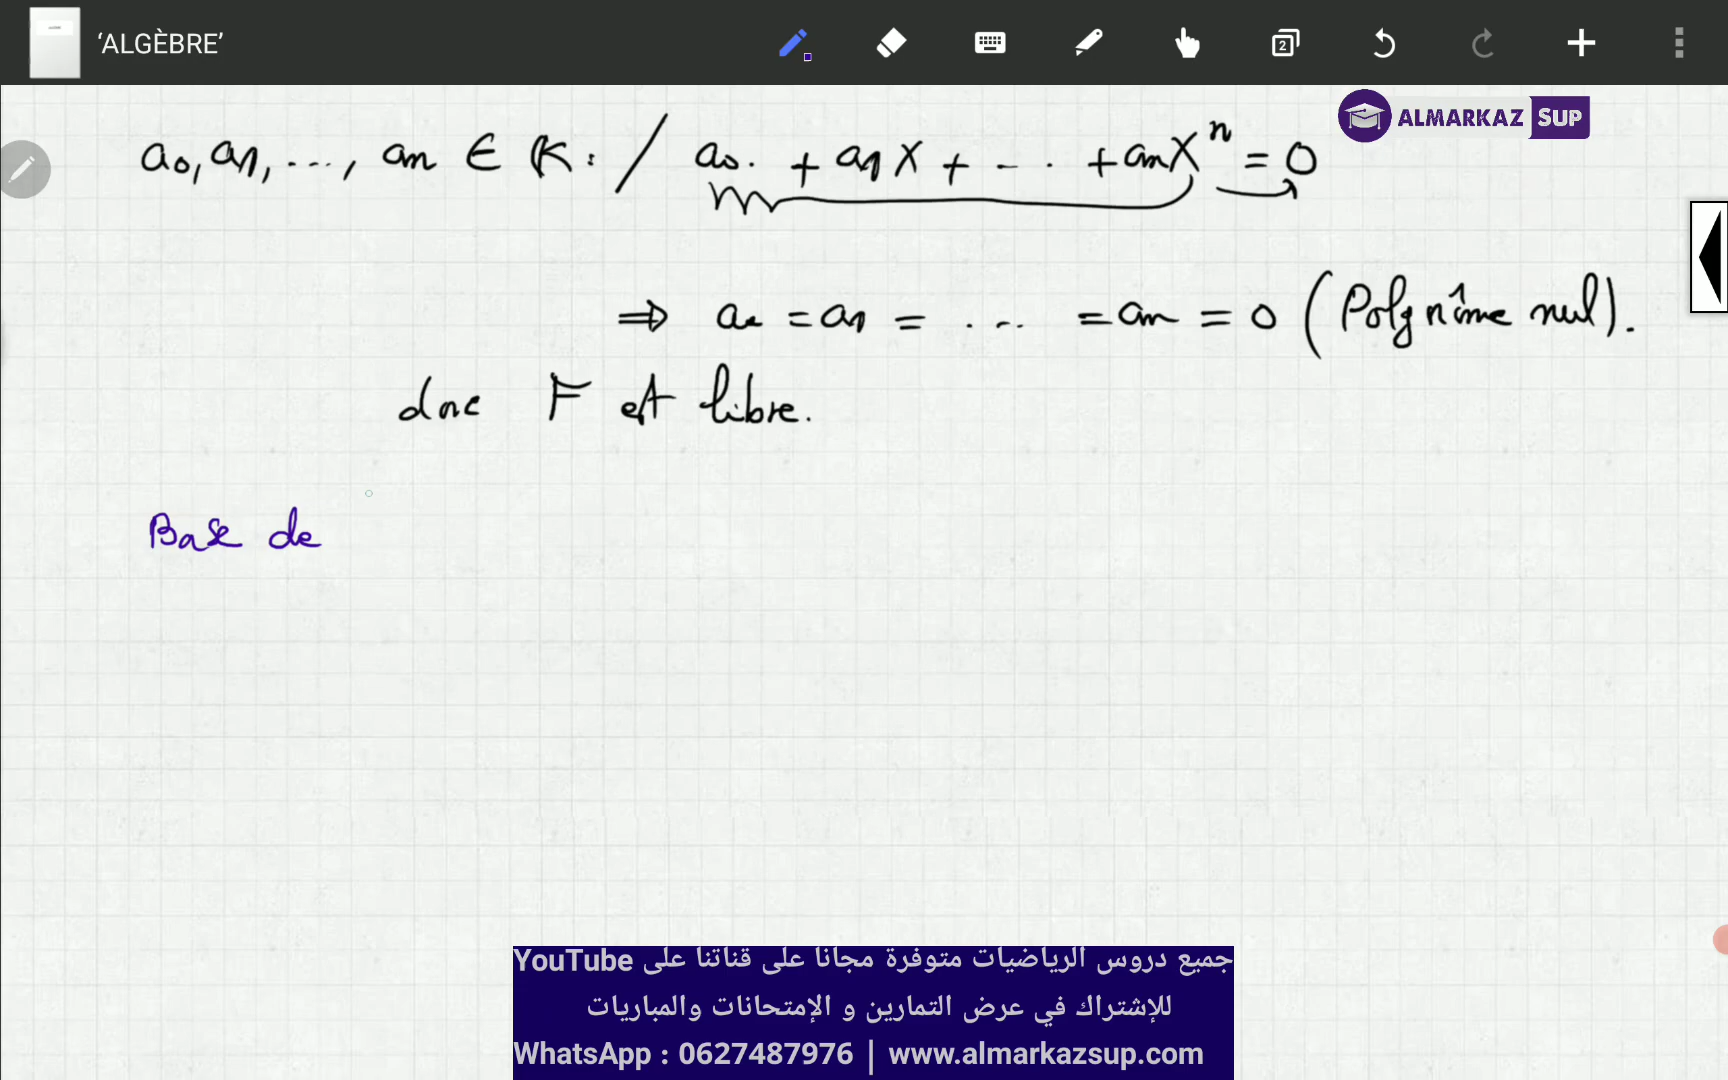 ‘ALGÈBRE’
2
ALMARKAZ SUP
a₀, a₁, ..., an ∈ K : / a₀ . + a₁X + - . . + anXⁿ = 0
⇒ a₀ = a₁ = . .. = an = 0 (Polynôme nul).
donc F est libre.
Base de
جميع دروس الرياضيات متوفرة مجانا على قناتنا على YouTube
للإشتراك في عرض التمارين و الإمتحانات والمباريات
WhatsApp : 0627487976 | www.almarkazsup.com